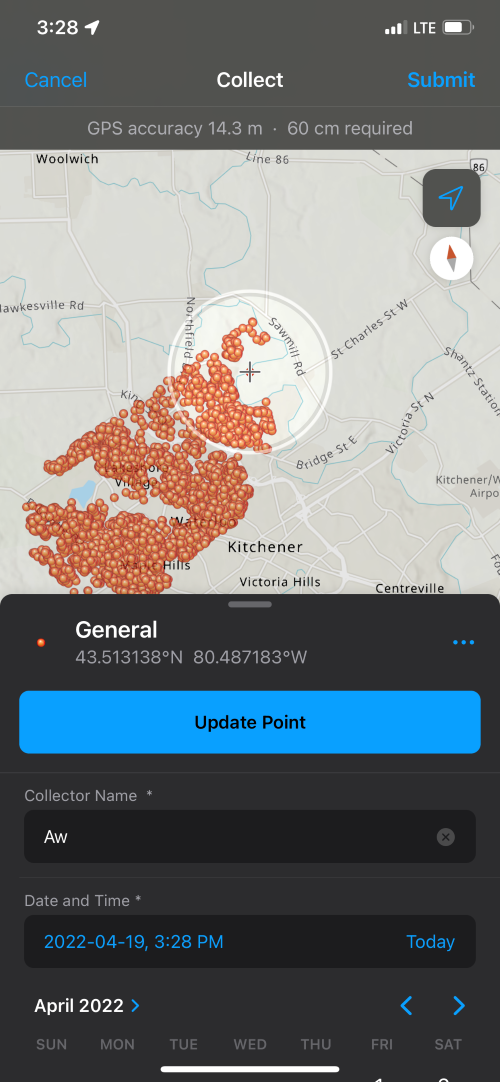 3:28
LTE
Cancel
Collect
Submit
GPS accuracy 14.3 m · 60 cm required
Woolwich
Line 86
86
Hawkesville Rd
Northfield
Sawmill Rd
St Charles St W
Shantz Station
Victoria St N
Bridge St E
Kitchener/W
Airpo
Kitchener
Victoria Hills
Centreville
General
43.513138°N 80.487183°W
Update Point
Collector Name *
Aw
Date and Time *
2022-04-19, 3:28 PM
Today
April 2022
SUN MON TUE WED THU FRI SAT